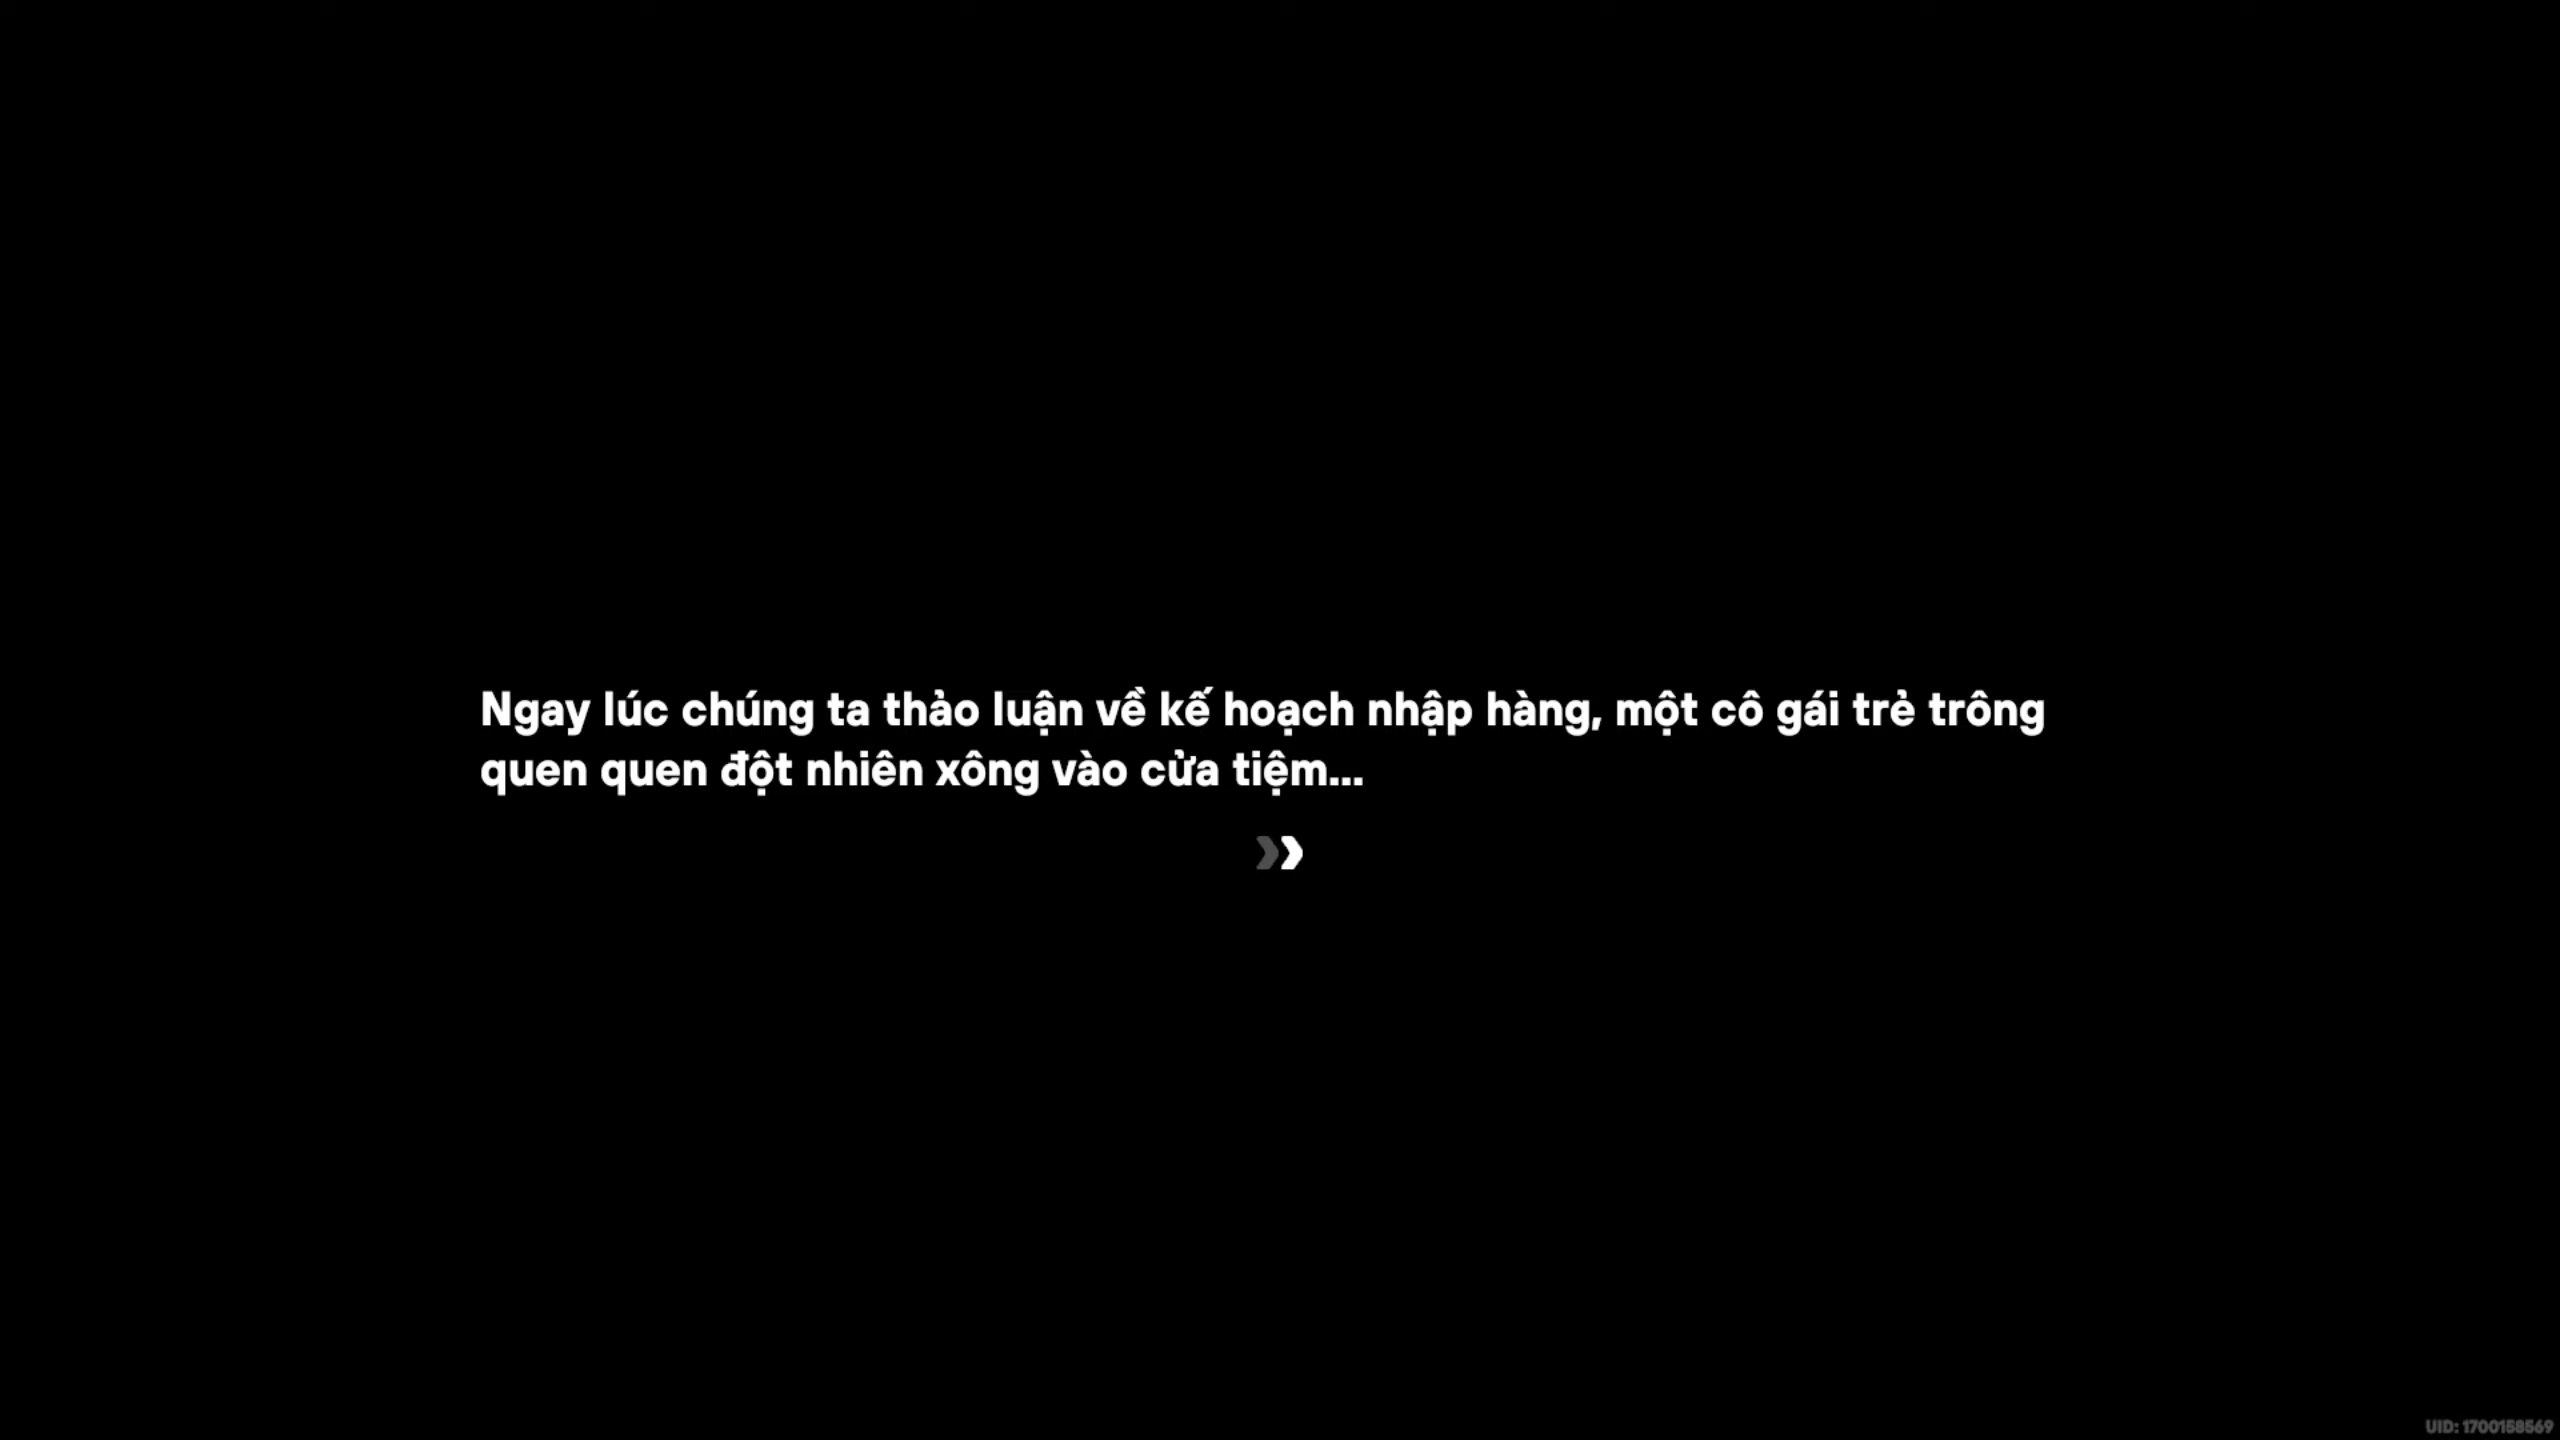 Ngay lúc chúng ta thảo luận về kế hoạch nhập hàng, một cô gái trẻ trông
quen quen đột nhiên xông vào cửa tiệm...
UID: 1700158569